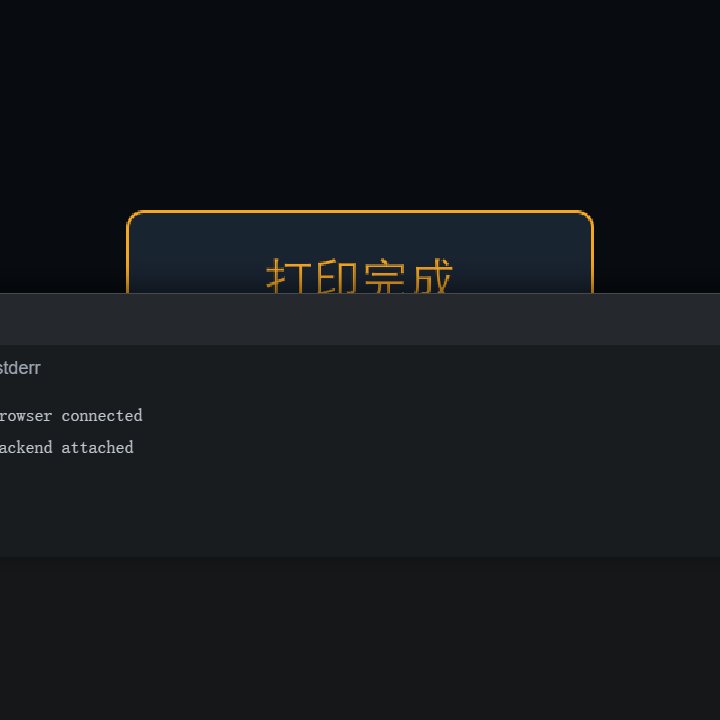 打印完成
stderr
rowser connected
ackend attached